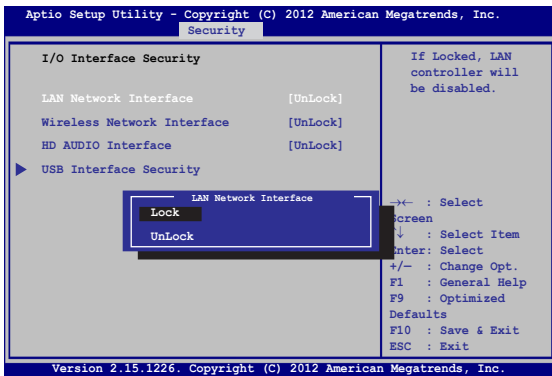 Aptio Setup Utility - Copyright (C) 2012 American Megatrends, Inc.
Security
I/O Interface Security
LAN Network Interface [UnLock]
Wireless Network Interface [UnLock]
HD AUDIO Interface [UnLock]
USB Interface Security
If Locked, LAN
controller will
be disabled.
LAN Network Interface
Lock
UnLock
→← : Select
Screen
↑↓ : Select Item
Enter: Select
+/— : Change Opt.
F1 : General Help
F9 : Optimized
Defaults
F10 : Save & Exit
ESC : Exit
Version 2.15.1226. Copyright (C) 2012 American Megatrends, Inc.